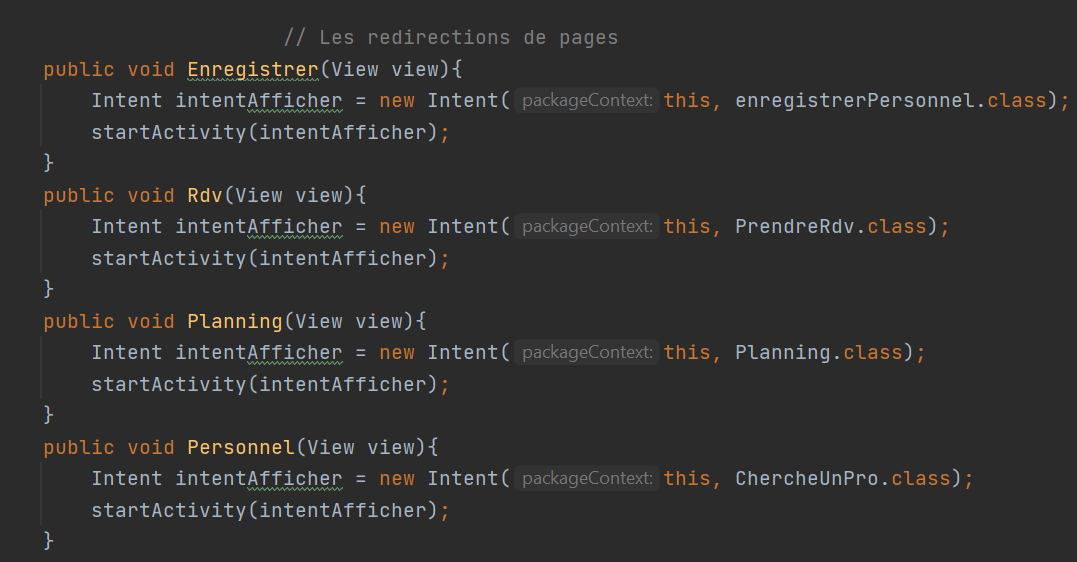 // Les redirections de pages
public void Enregistrer(View view){
Intent intentAfficher = new Intent( packageContext: this, enregistrerPersonnel.class);
startActivity(intentAfficher);
}
public void Rdv(View view){
Intent intentAfficher = new Intent( packageContext: this, PrendreRdv.class);
startActivity(intentAfficher);
}
public void Planning(View view){
Intent intentAfficher = new Intent( packageContext: this, Planning.class);
startActivity(intentAfficher);
}
public void Personnel(View view){
Intent intentAfficher = new Intent( packageContext: this, ChercheUnPro.class);
startActivity(intentAfficher);
}